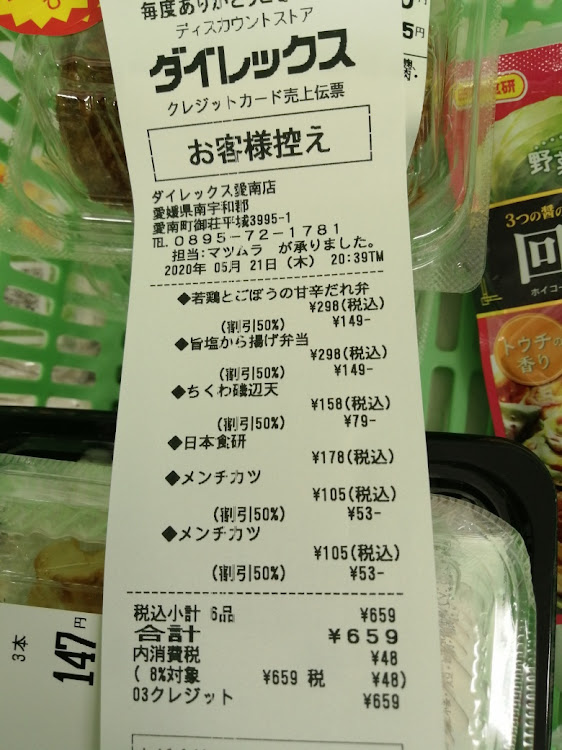 毎度ありがとうござ
ディスカウントストア
ダイレックス
クレジットカード売上伝票
お客様控え
ダイレックス愛南店
愛媛県南宇和郡
愛南町御荘平城3995-1
TEL 0895-72-1781
担当:マツムラ が承りました。
2020年 05月 21日(木) 20:39TM
◆若鶏とごぼうの甘辛だれ弁
¥298(税込)
(割引50%) ¥149-
◆旨塩から揚げ弁当
¥298(税込)
(割引50%) ¥149-
◆ちくわ磯辺天
¥158(税込)
(割引50%) ¥79-
◆日本食研
¥178(税込)
◆メンチカツ
¥105(税込)
(割引50%) ¥53-
◆メンチカツ
¥105(税込)
(割引50%) ¥53-
税込小計 6品 ¥659
合計 ¥659
内消費税 ¥48
( 8%対象 ¥659 税 ¥48)
03クレジット ¥659
3本
147円
5円
研
野菜
3つの醤の
回
ホイコー
トウチの
香り